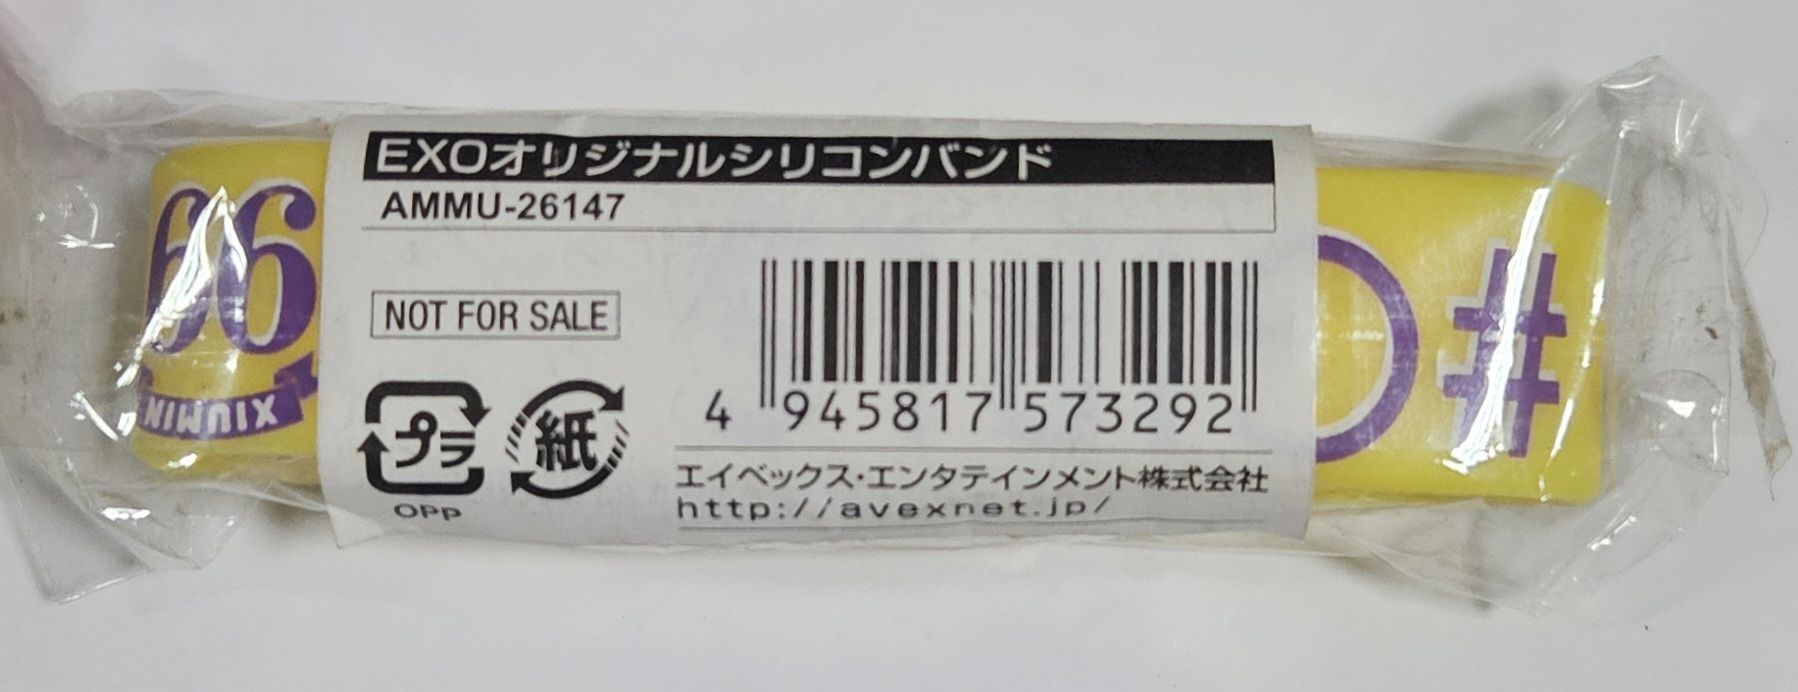 EXOオリジナルシリコンバンド
AMMU-26147
NOT FOR SALE
4 945817 573292
プラ
紙
OPP
エイベックス・エンタテインメント株式会社
http://avexnet.jp/
XIUMIN
#